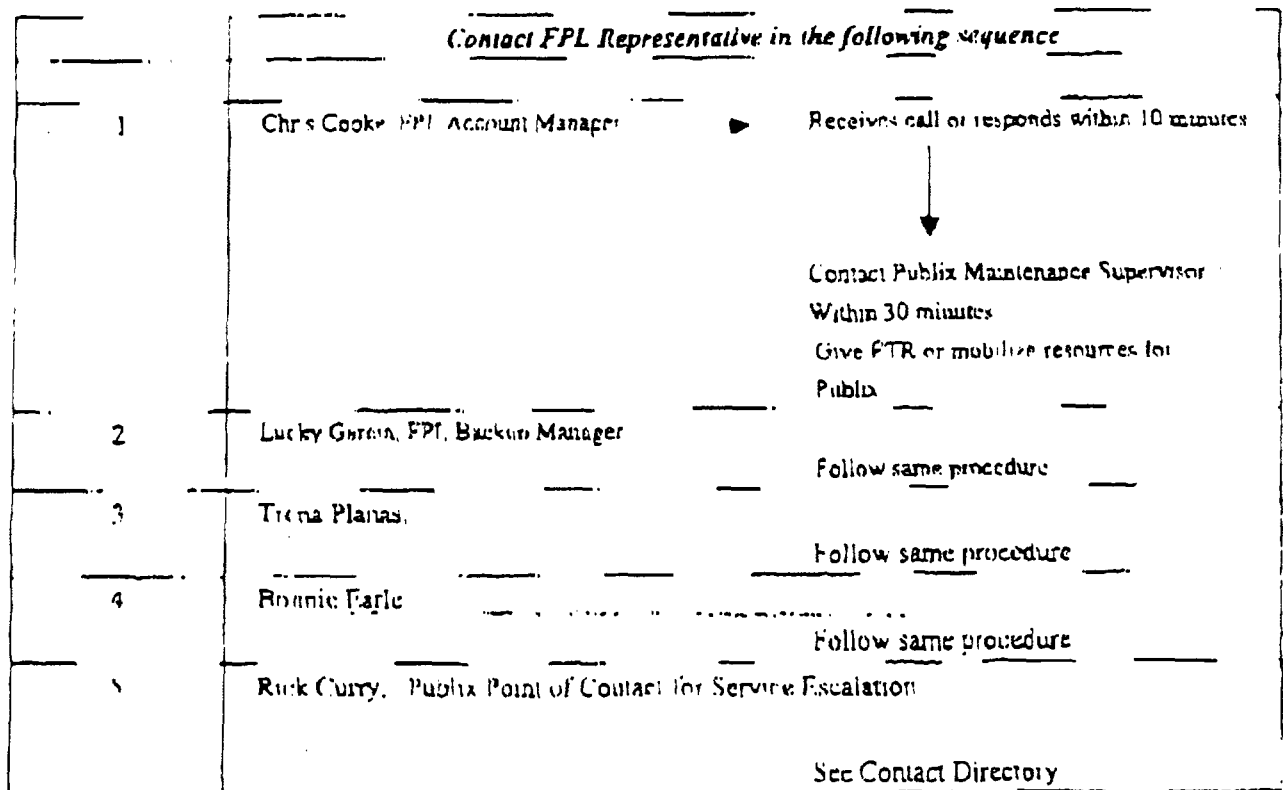 Contact FPL Representative in the following sequence
1 Chris Cooke, FPL Account Manager Receives call or responds within 10 minutes
Contact Publix Maintenance Supervisor
Within 30 minutes
Give ETR or mobilize resources for
Publix
2 Lucky FPL Backup Manager
Follow same procedure
3 Planas,
Follow same procedure
4 Earle
Follow same procedure
5 Rick Curry, Publix Point of Contact for Service Escalation
See Contact Directory